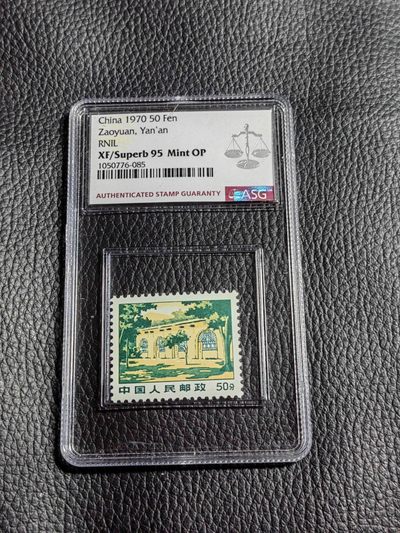 China 1970 50 Fen
Zaoyuan, Yan'an
RNIL
XF/Superb 95 Mint OP
1050776-085
AUTHENTICATED STAMP GUARANTY
ASG
中国人民邮政 50分